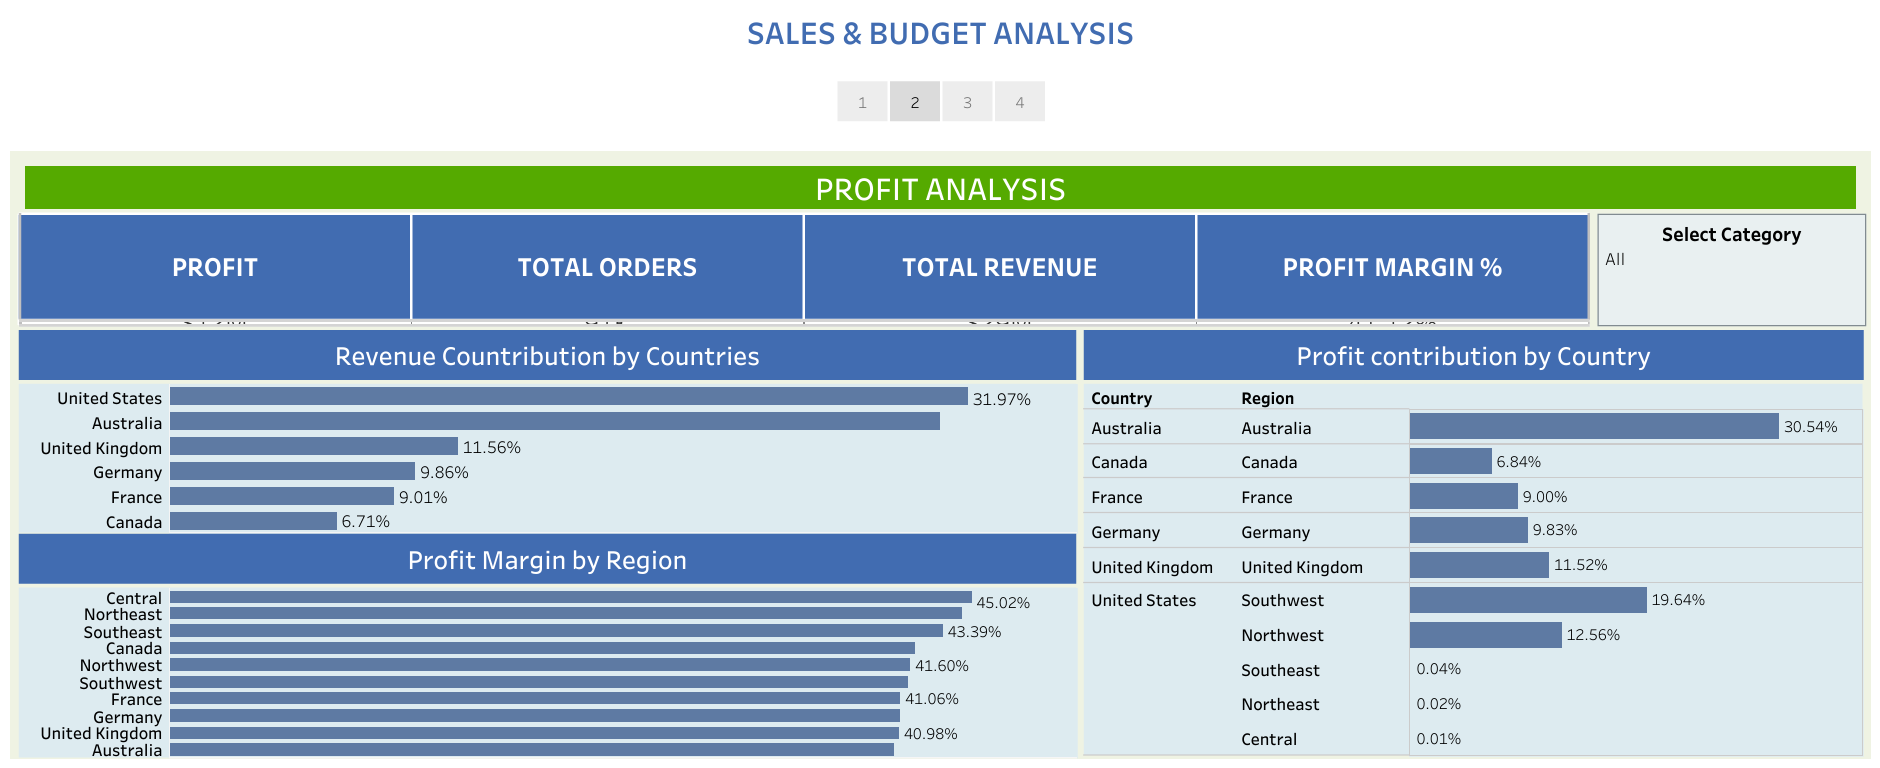 SALES & BUDGET ANALYSIS
1 2 3 4
PROFIT ANALYSIS
PROFIT TOTAL ORDERS TOTAL REVENUE PROFIT MARGIN %
Select Category
All
Revenue Countribution by Countries
United States 31.97%
Australia
United Kingdom 11.56%
Germany 9.86%
France 9.01%
Canada 6.71%
Profit Margin by Region
Central 45.02%
Northeast
Southeast 43.39%
Canada
Northwest 41.60%
Southwest
France 41.06%
Germany
United Kingdom 40.98%
Australia
Profit contribution by Country
Country Region
Australia Australia 30.54%
Canada Canada 6.84%
France France 9.00%
Germany Germany 9.83%
United Kingdom United Kingdom 11.52%
United States Southwest 19.64%
Northwest 12.56%
Southeast 0.04%
Northeast 0.02%
Central 0.01%